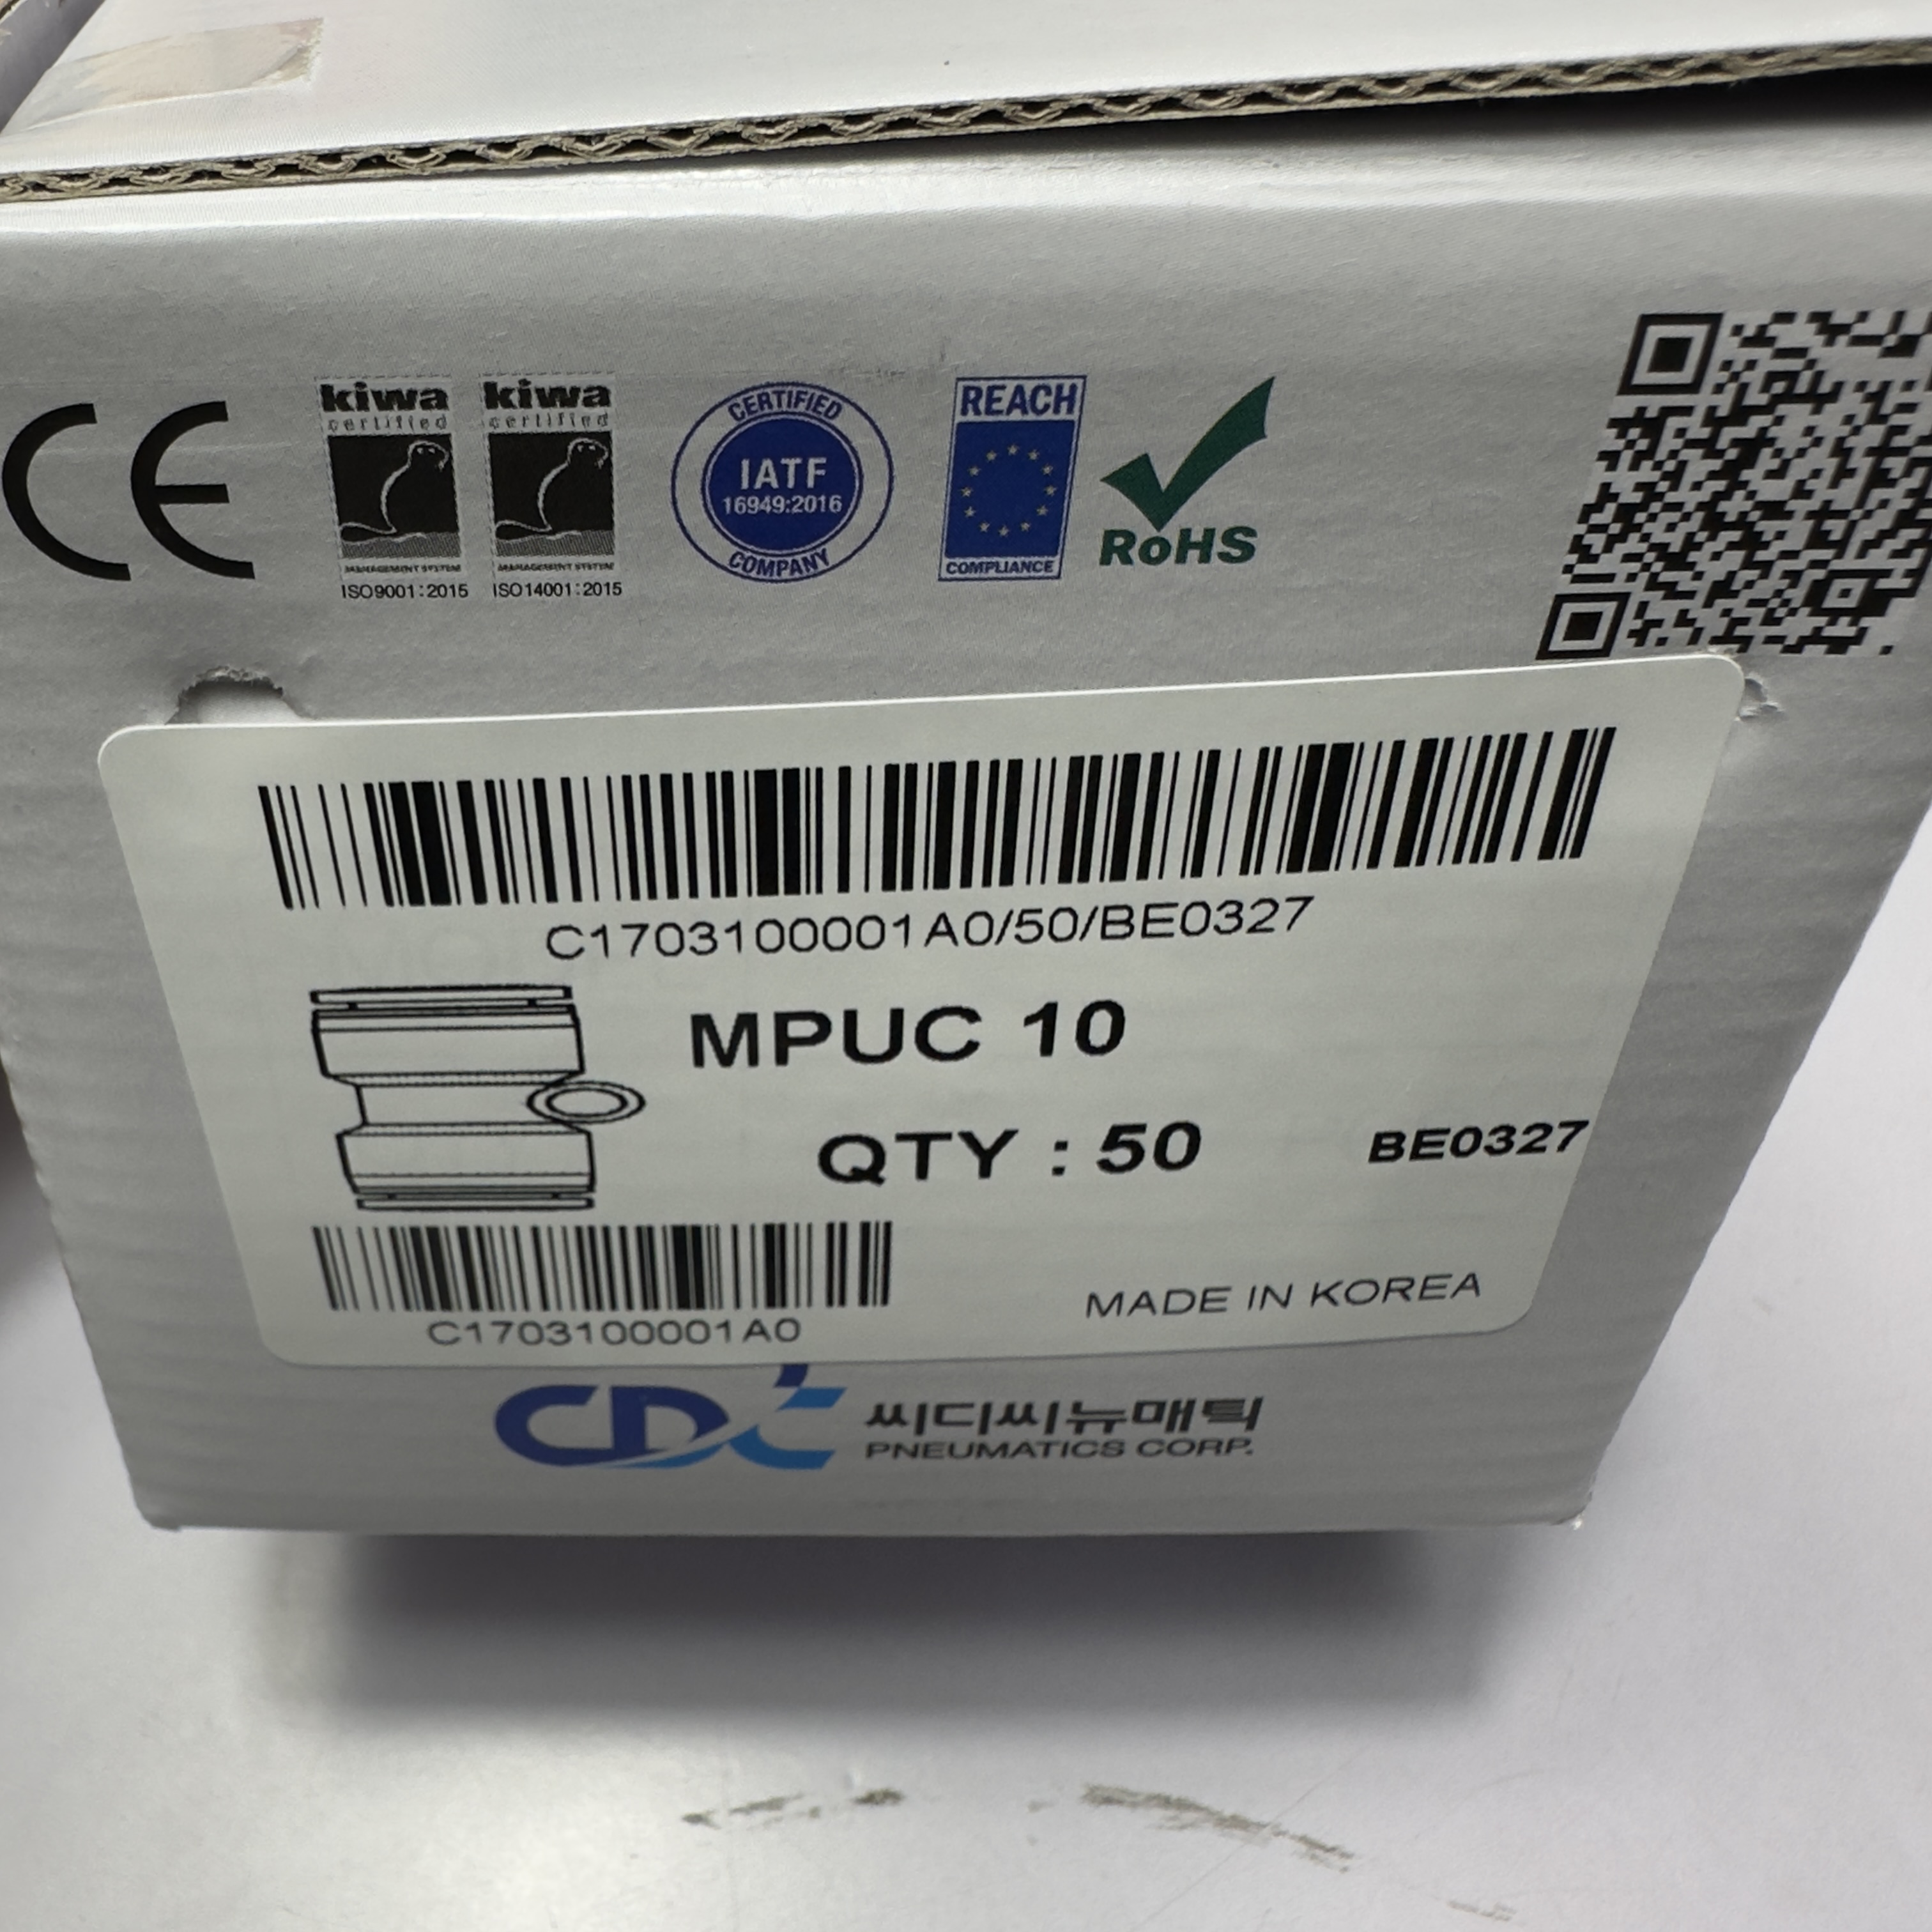 CE
kiwa
certified
MANAGEMENT SYSTEM
ISO9001:2015
kiwa
certified
MANAGEMENT SYSTEM
ISO14001:2015
CERTIFIED
IATF
16949:2016
COMPANY
REACH
COMPLIANCE
RoHS
C1703100001A0/50/BE0327
MPUC 10
QTY : 50
BE0327
C1703100001A0
MADE IN KOREA
CDC 씨디씨뉴매틱
PNEUMATICS CORP.